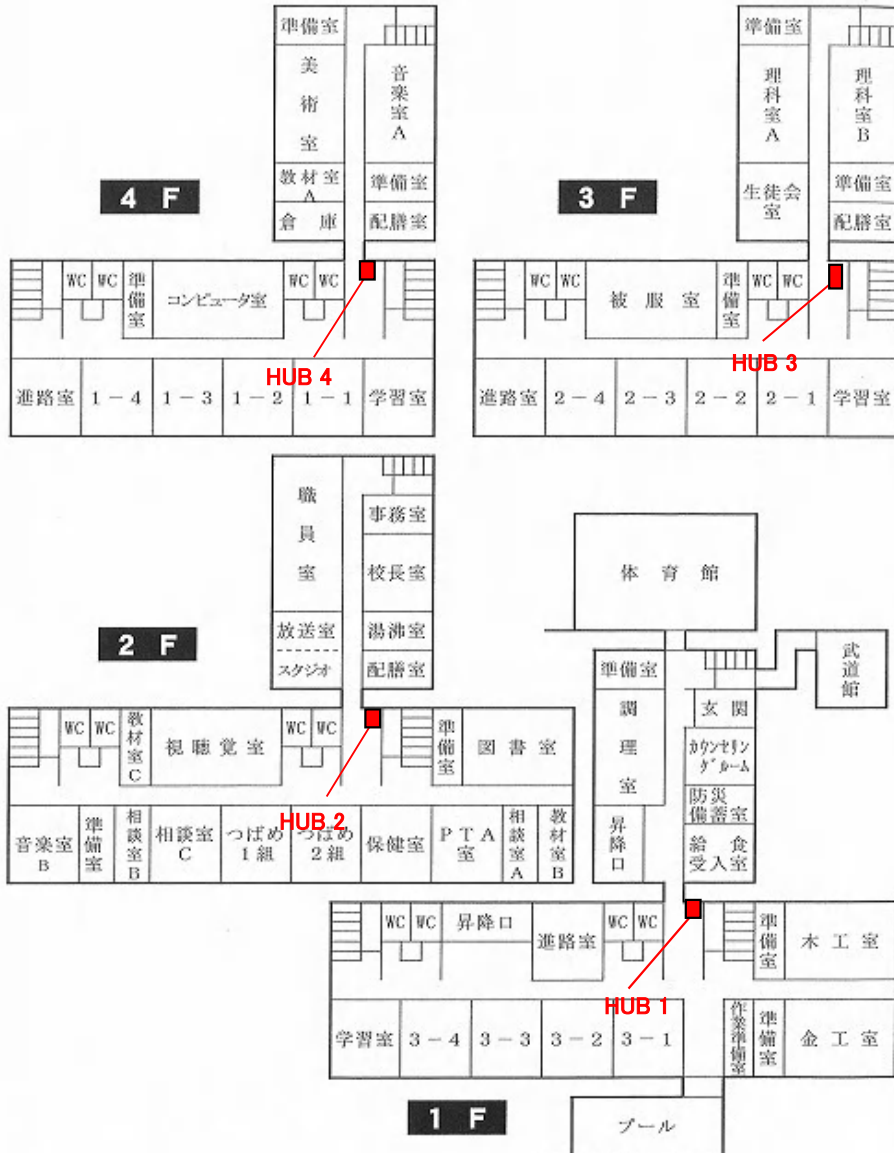 準備室
美術室
音楽室A
教材室A
準備室
倉庫
配膳室
4 F
WC
WC
準備室
コンピュータ室
WC
WC
HUB 4
進路室
1-4
1-3
1-2
1-1
学習室
準備室
理科室A
理科室B
生徒会室
準備室
配膳室
3 F
WC
WC
被服室
準備室
WC
WC
HUB 3
進路室
2-4
2-3
2-2
2-1
学習室
職員室
事務室
校長室
放送室
湯沸室
スタジオ
配膳室
2 F
WC
WC
教材室C
視聴覚室
WC
WC
準備室
図書室
HUB 2
音楽室B
準備室
相談室B
相談室C
つばめ1組
つばめ2組
保健室
PTA室
相談室A
教材室B
体育館
武道館
準備室
調理室
玄関
カウンセリングルーム
防災備蓄室
昇降口
給食受入室
WC
WC
昇降口
進路室
WC
WC
準備室
木工室
HUB 1
学習室
3-4
3-3
3-2
3-1
作業準備室
準備室
金工室
1 F
プール